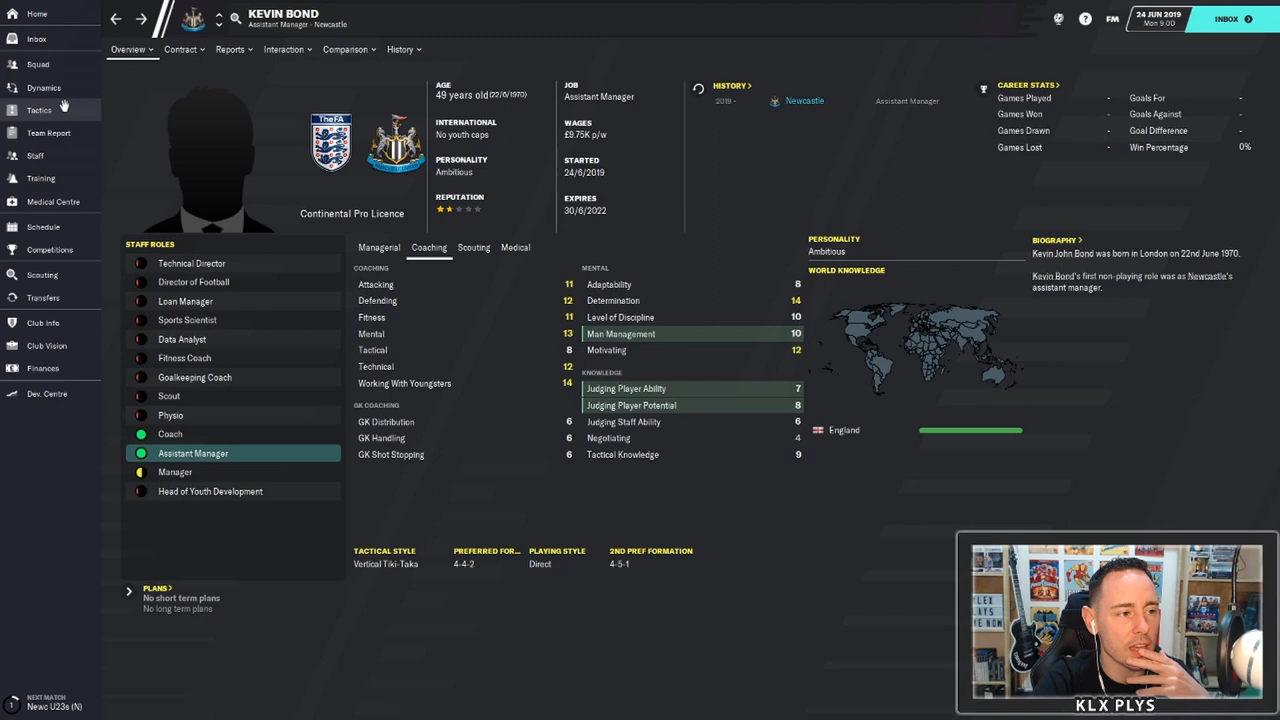 Home
Inbox
Squad
Dynamics
Tactics
Team Report
Staff
Training
Medical Centre
Schedule
Competitions
Scouting
Transfers
Club Info
Club Vision
Finances
Dev. Centre
NEXT MATCH
Newc U23s (N)
KEVIN BOND
Assistant Manager - Newcastle
FM
24 JUN 2019
Mon 9:00
INBOX
Overview Contract Reports Interaction Comparison History
AGE
49 years old (22/6/1970)
INTERNATIONAL
No youth caps
PERSONALITY
Ambitious
REPUTATION
The FA
Continental Pro Licence
JOB
Assistant Manager
WAGES
£9.75K p/w
STARTED
24/6/2019
EXPIRES
30/6/2022
HISTORY >
2019 - Newcastle Assistant Manager
CAREER STATS >
Games Played - Goals For -
Games Won - Goals Against -
Games Drawn - Goal Difference -
Games Lost - Win Percentage 0%
STAFF ROLES
Technical Director
Director of Football
Loan Manager
Sports Scientist
Data Analyst
Fitness Coach
Goalkeeping Coach
Scout
Physio
Coach
Assistant Manager
Manager
Head of Youth Development
Managerial Coaching Scouting Medical
COACHING
Attacking 11
Defending 12
Fitness 11
Mental 13
Tactical 8
Technical 12
Working With Youngsters 14
GK COACHING
GK Distribution 6
GK Handling 6
GK Shot Stopping 6
MENTAL
Adaptability 8
Determination 14
Level of Discipline 10
Man Management 10
Motivating 12
KNOWLEDGE
Judging Player Ability 7
Judging Player Potential 8
Judging Staff Ability 6
Negotiating 4
Tactical Knowledge 9
PERSONALITY
Ambitious
WORLD KNOWLEDGE
England
BIOGRAPHY >
Kevin John Bond was born in London on 22nd June 1970.
Kevin Bond's first non-playing role was as Newcastle's
assistant manager.
TACTICAL STYLE
Vertical Tiki-Taka
PREFERRED FOR...
4-4-2
PLAYING STYLE
Direct
2ND PREF FORMATION
4-5-1
PLANS >
No short term plans
No long term plans
KLX PLYS